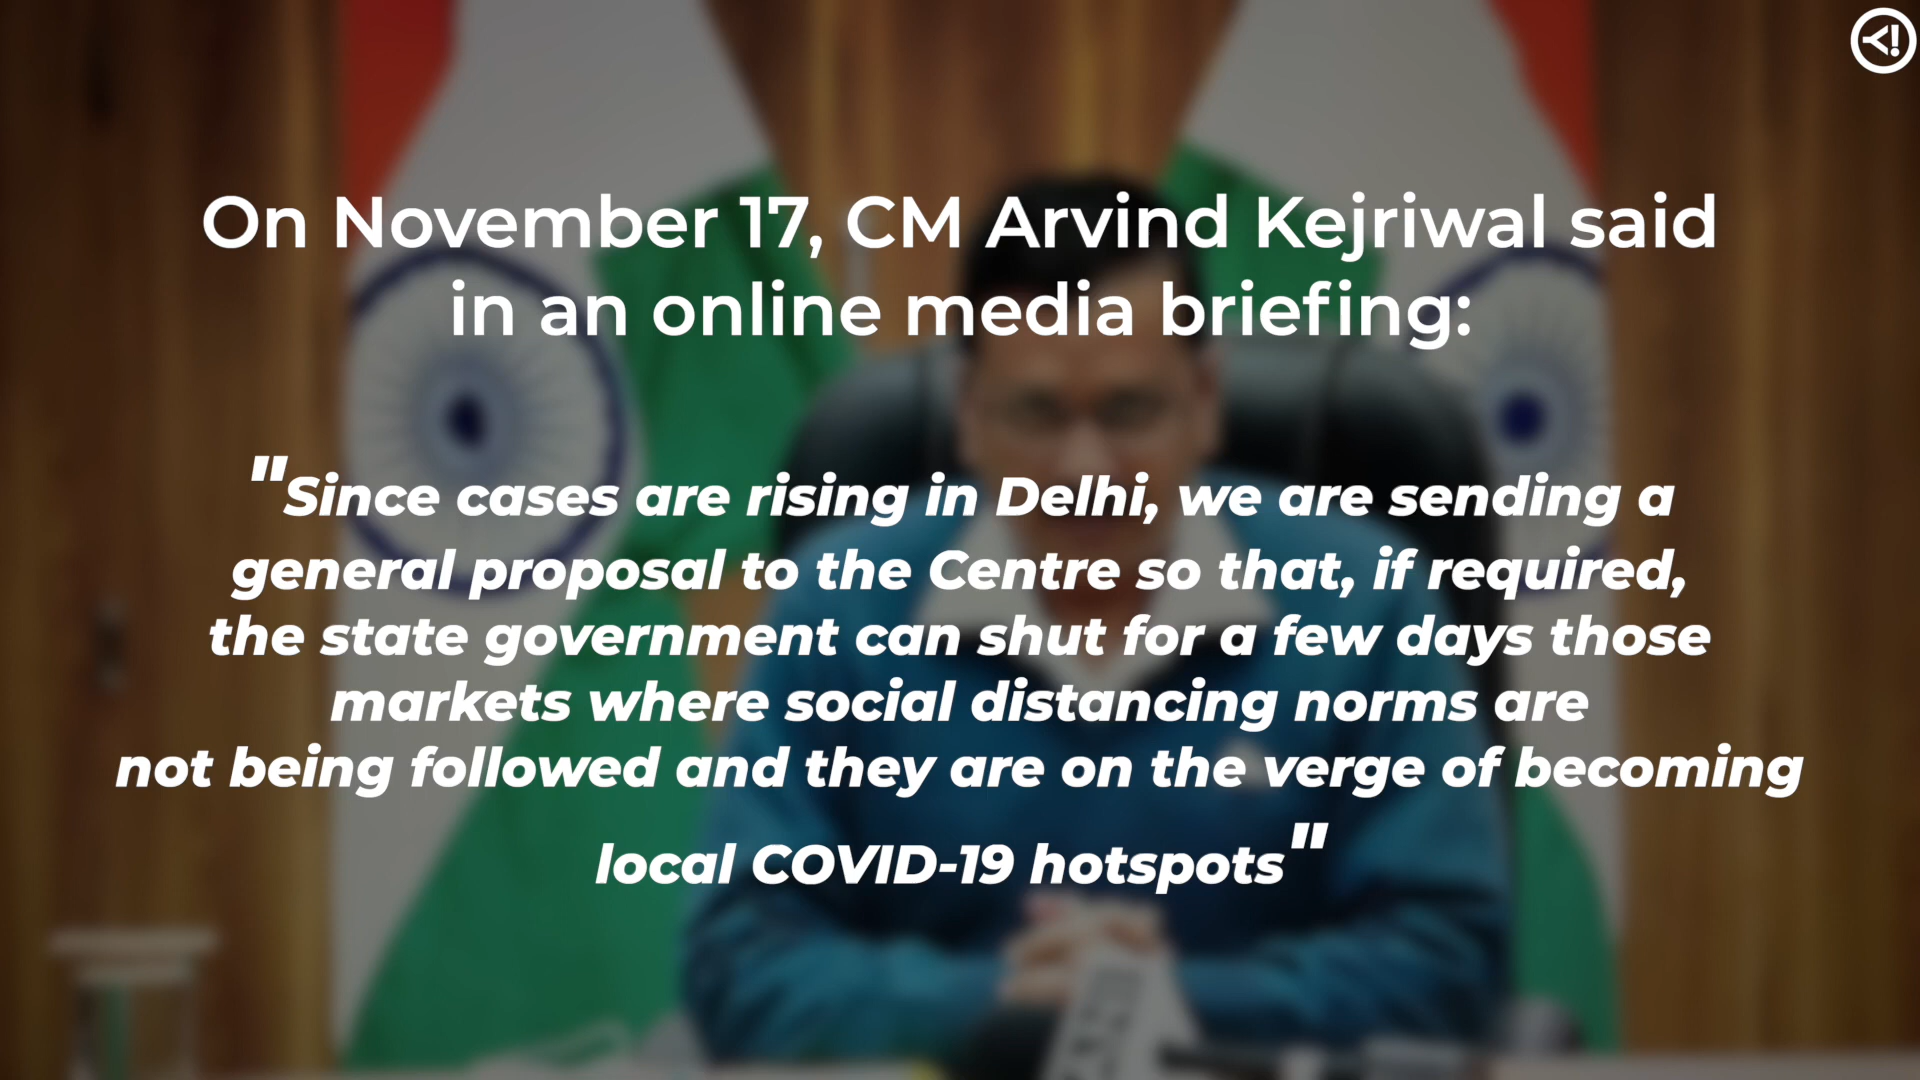 On November 17, CM Arvind Kejriwal said
in an online media briefing:
"Since cases are rising in Delhi, we are sending a
general proposal to the Centre so that, if required,
the state government can shut for a few days those
markets where social distancing norms are
not being followed and they are on the verge of becoming
local COVID-19 hotspots"